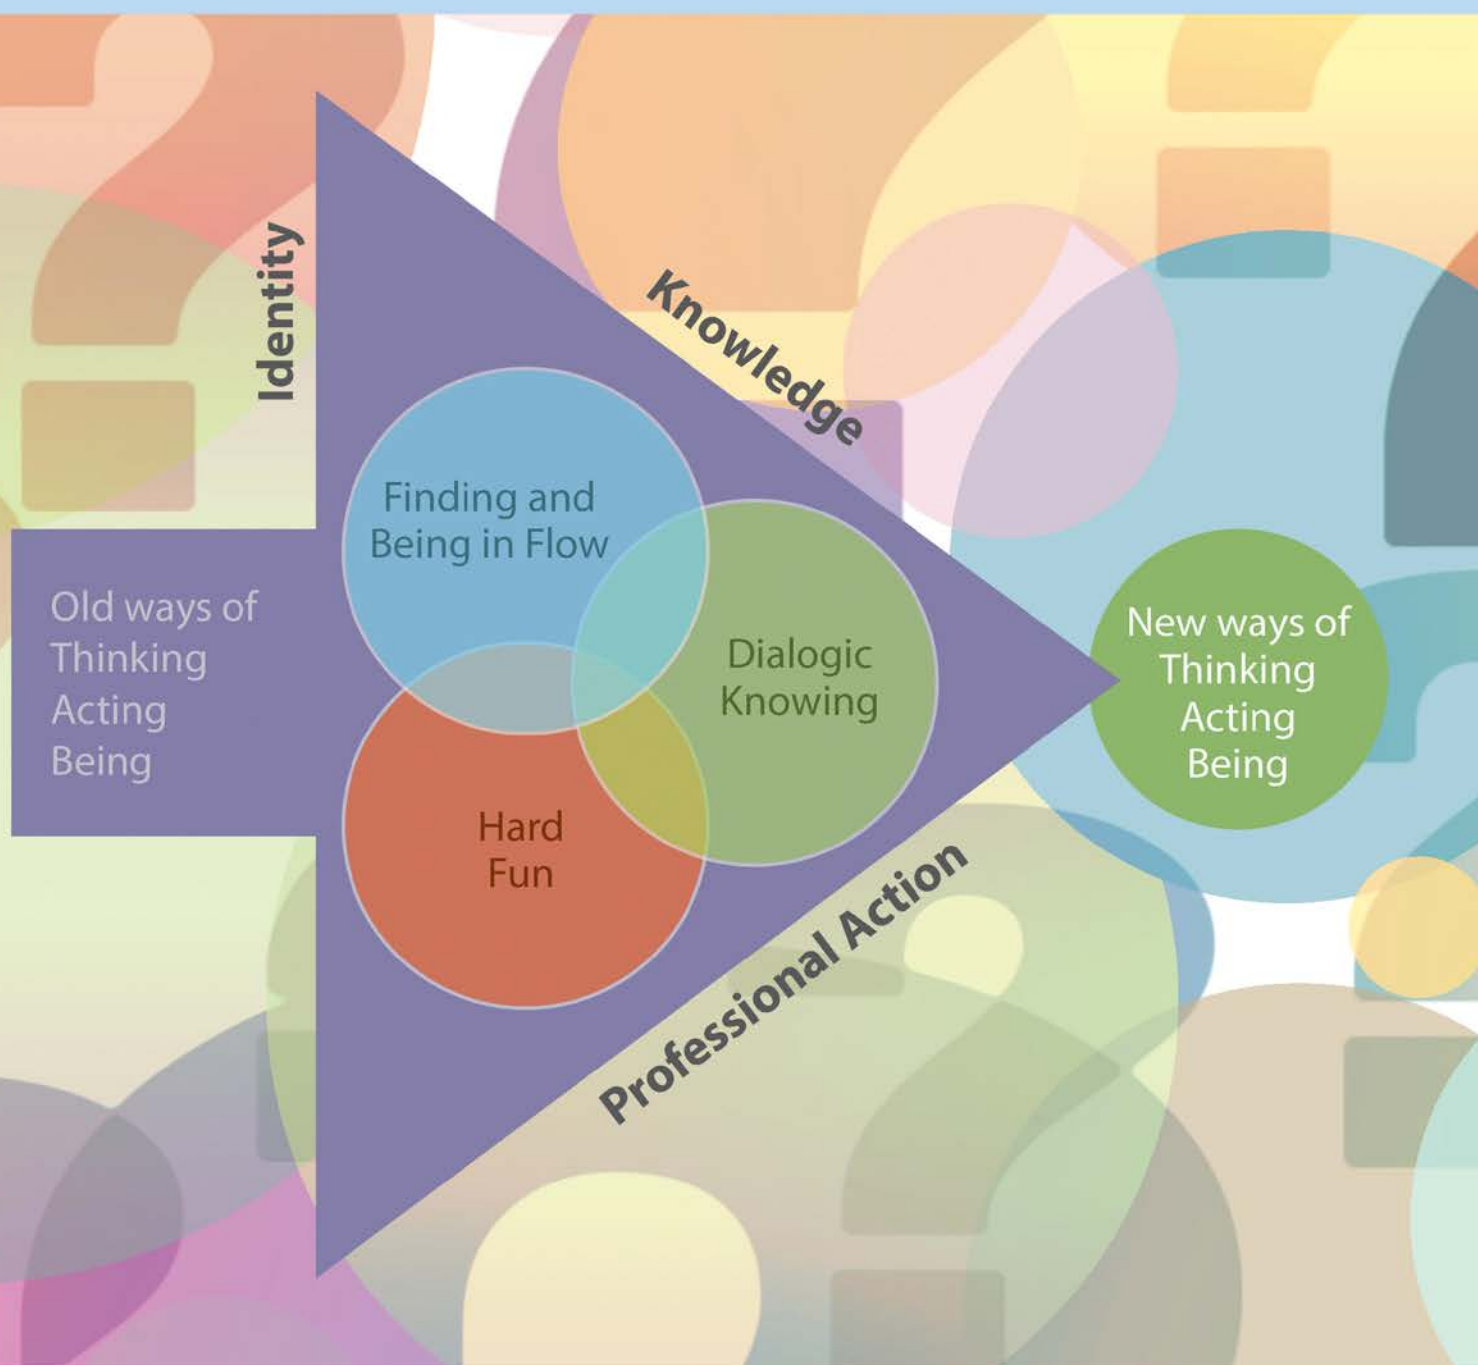 Identity
Knowledge
Finding and
Being in Flow
Old ways of
Thinking
Acting
Being
Dialogic
Knowing
New ways of
Thinking
Acting
Being
Hard
Fun
Professional Action